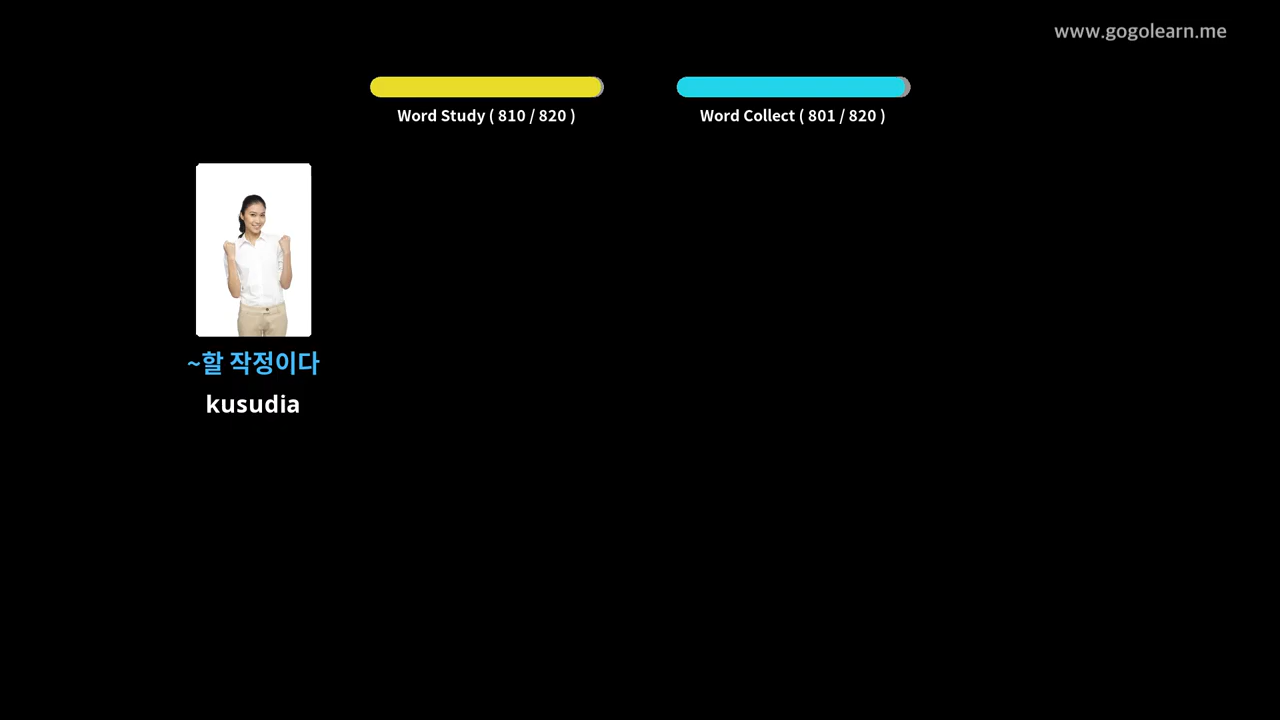 www.gogolearn.me
Word Study ( 810 / 820 )
Word Collect ( 801 / 820 )
~할 작정이다
kusudia